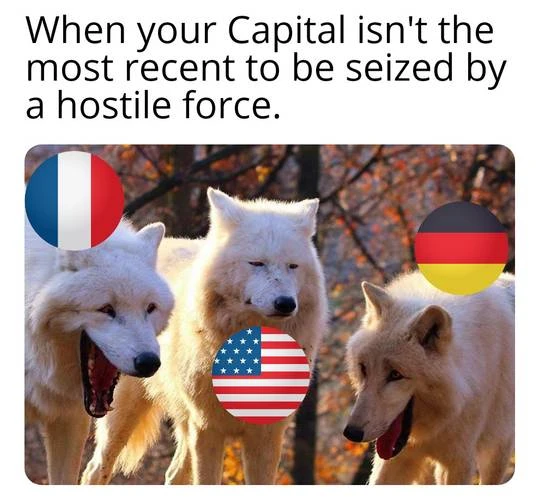 When your Capital isn't the
most recent to be seized by
a hostile force.